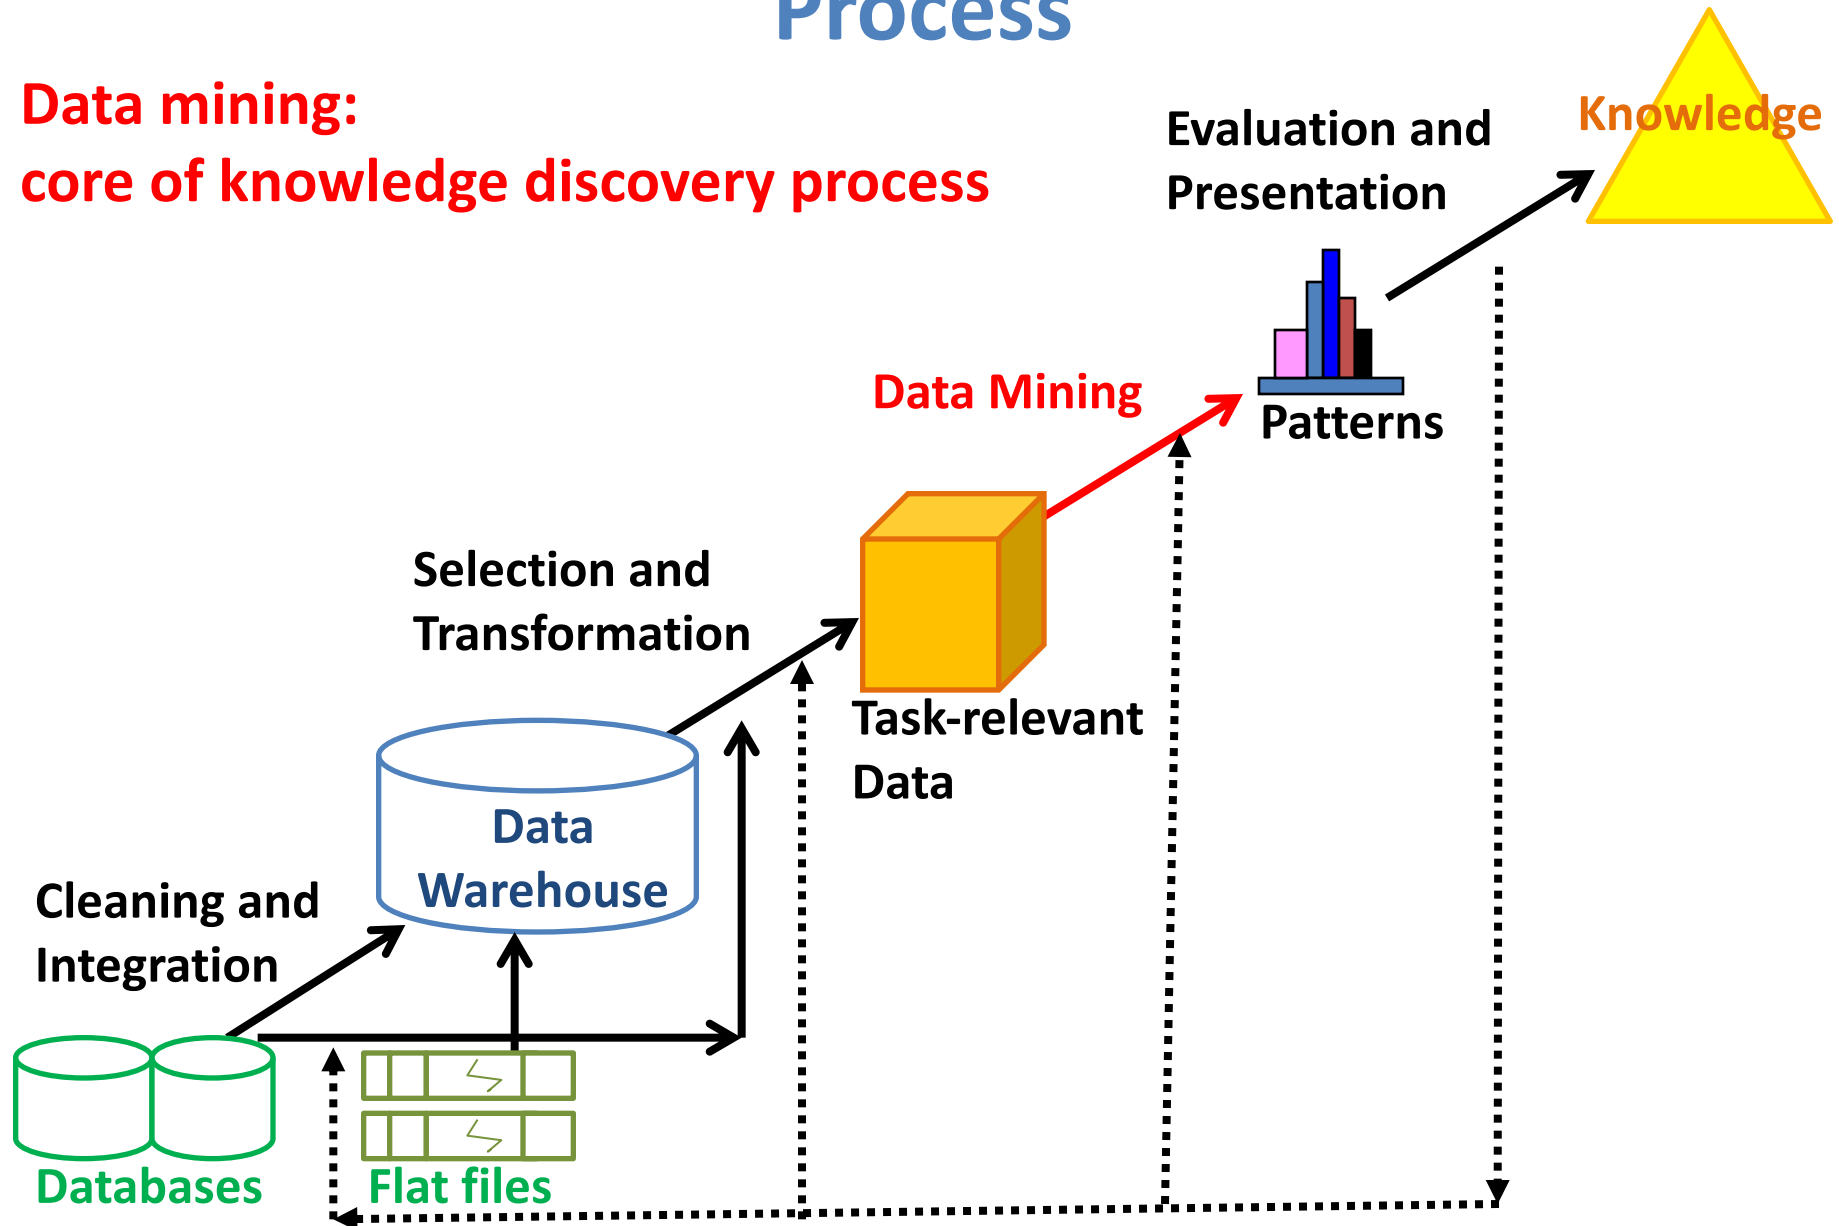 Process
Data mining:
core of knowledge discovery process
Knowledge
Evaluation and
Presentation
Data Mining
Patterns
Selection and
Transformation
Task-relevant
Data
Data
Warehouse
Cleaning and
Integration
Databases
Flat files